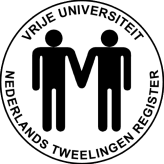 VRIJE UNIVERSITEIT
NEDERLANDS TWEELINGEN REGISTER